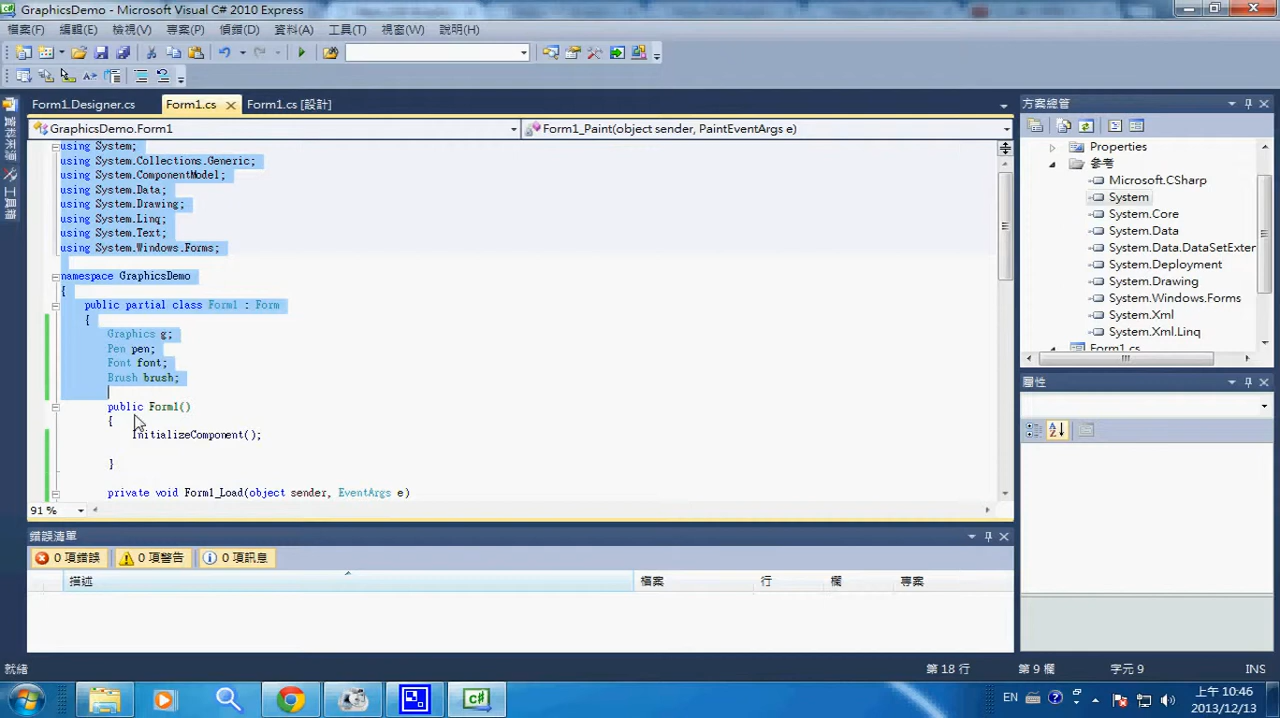 GraphicsDemo - Microsoft Visual C# 2010 Express
檔案(F) 編輯(E) 檢視(V) 專案(P) 偵錯(D) 資料(A) 工具(T) 視窗(W) 說明(H)
Form1.Designer.cs Form1.cs Form1.cs [設計]
GraphicsDemo.Form1 Form1_Paint(object sender, PaintEventArgs e)
using System;
using System.Collections.Generic;
using System.ComponentModel;
using System.Data;
using System.Drawing;
using System.Linq;
using System.Text;
using System.Windows.Forms;
namespace GraphicsDemo
{
public partial class Form1 : Form
{
Graphics g;
Pen pen;
Font font;
Brush brush;
public Form1()
{
InitializeComponent();
}
private void Form1_Load(object sender, EventArgs e)
91 %
資料來源
工具箱
方案總管
Properties
參考
Microsoft.CSharp
System
System.Core
System.Data
System.Data.DataSetExter
System.Deployment
System.Drawing
System.Windows.Forms
System.Xml
System.Xml.Linq
Form1.cs
屬性
錯誤清單
0 項錯誤 0 項警告 0 項訊息
描述 檔案 行 欄 專案
就緒 第 18 行 第 9 欄 字元 9 INS
EN 上午 10:46
2013/12/13